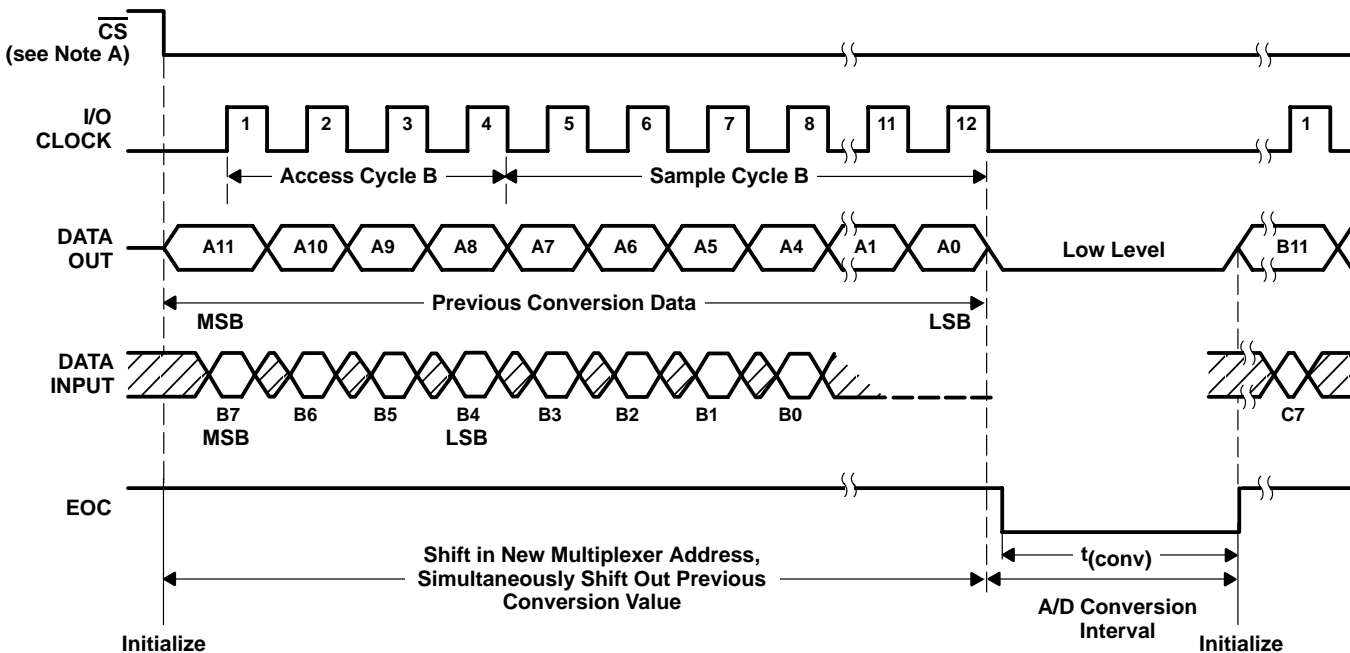 CS
(see Note A)
I/O
CLOCK
1 2 3 4 5 6 7 8 11 12 1
Access Cycle B Sample Cycle B
DATA
OUT
A11 A10 A9 A8 A7 A6 A5 A4 A1 A0 Low Level B11
Previous Conversion Data
MSB LSB
DATA
INPUT
B7 B6 B5 B4 B3 B2 B1 B0 C7
MSB LSB
EOC
Shift in New Multiplexer Address,
Simultaneously Shift Out Previous
Conversion Value
t(conv)
A/D Conversion
Interval
Initialize Initialize